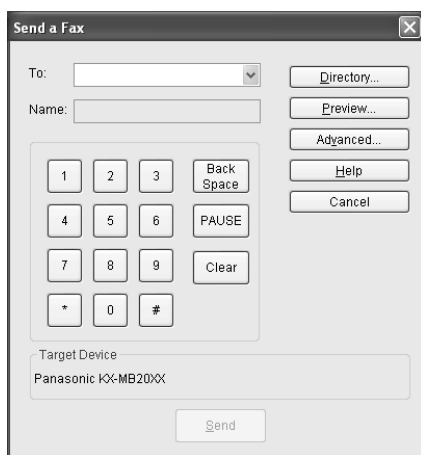 Send a Fax
To:
Name:
Directory...
Preview...
Advanced...
Help
Cancel
1 2 3 Back Space
4 5 6 PAUSE
7 8 9 Clear
* 0 #
Target Device
Panasonic KX-MB20XX
Send